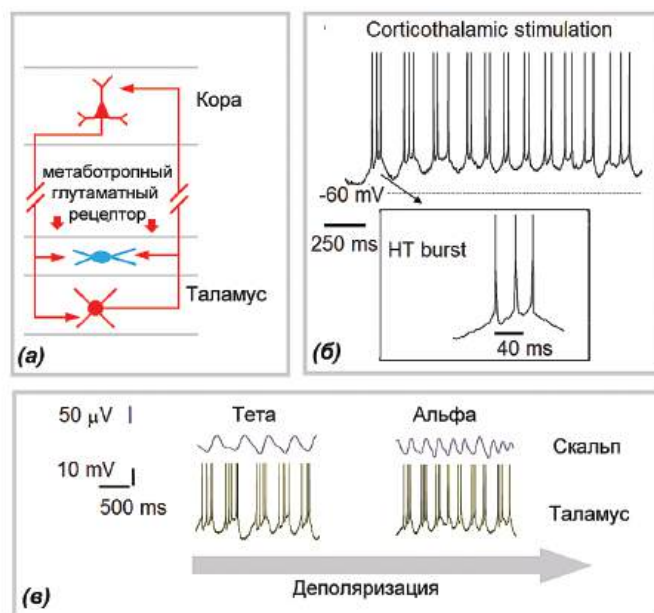 Кора
метаботропный
глутаматный
рецептор
Таламус
(а)
Corticothalamic stimulation
-60 mV
250 ms
HT burst
40 ms
(б)
50 μV
Тета
Альфа
Скальп
10 mV
500 ms
Таламус
Деполяризация
(в)